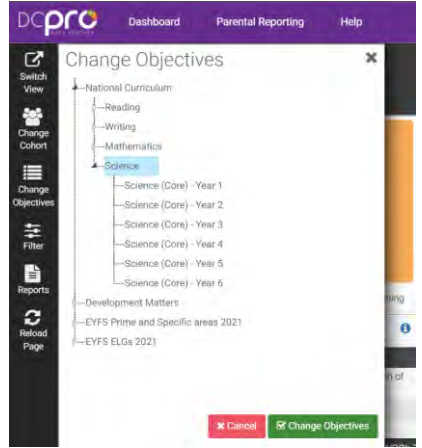 DCpro
Dashboard
Parental Reporting
Help
Switch
View
Change
Cohort
Change
Objectives
Filter
Reports
Reload
Page
Change Objectives
National Curriculum
Reading
Writing
Mathematics
Science
Science (Core) - Year 1
Science (Core) - Year 2
Science (Core) - Year 3
Science (Core) - Year 4
Science (Core) - Year 5
Science (Core) - Year 6
Development Matters
EYFS Prime and Specific areas 2021
EYFS ELGs 2021
Cancel
Change Objectives